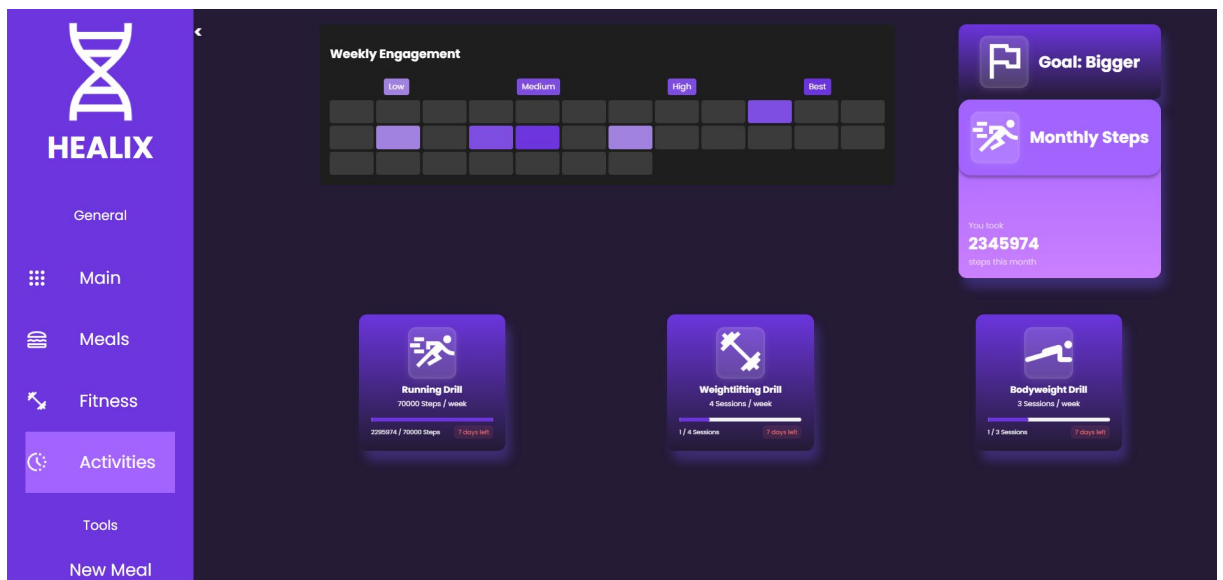 HEALIX
General
Main
Meals
Fitness
Activities
Tools
New Meal
<
Weekly Engagement
Low Medium High Best
Goal: Bigger
Monthly Steps
You took
2345974
steps this month
Running Drill
70000 Steps / week
2295974 / 70000 Steps 7 days left
Weightlifting Drill
4 Sessions / week
1 / 4 Sessions 7 days left
Bodyweight Drill
3 Sessions / week
1 / 3 Sessions 7 days left